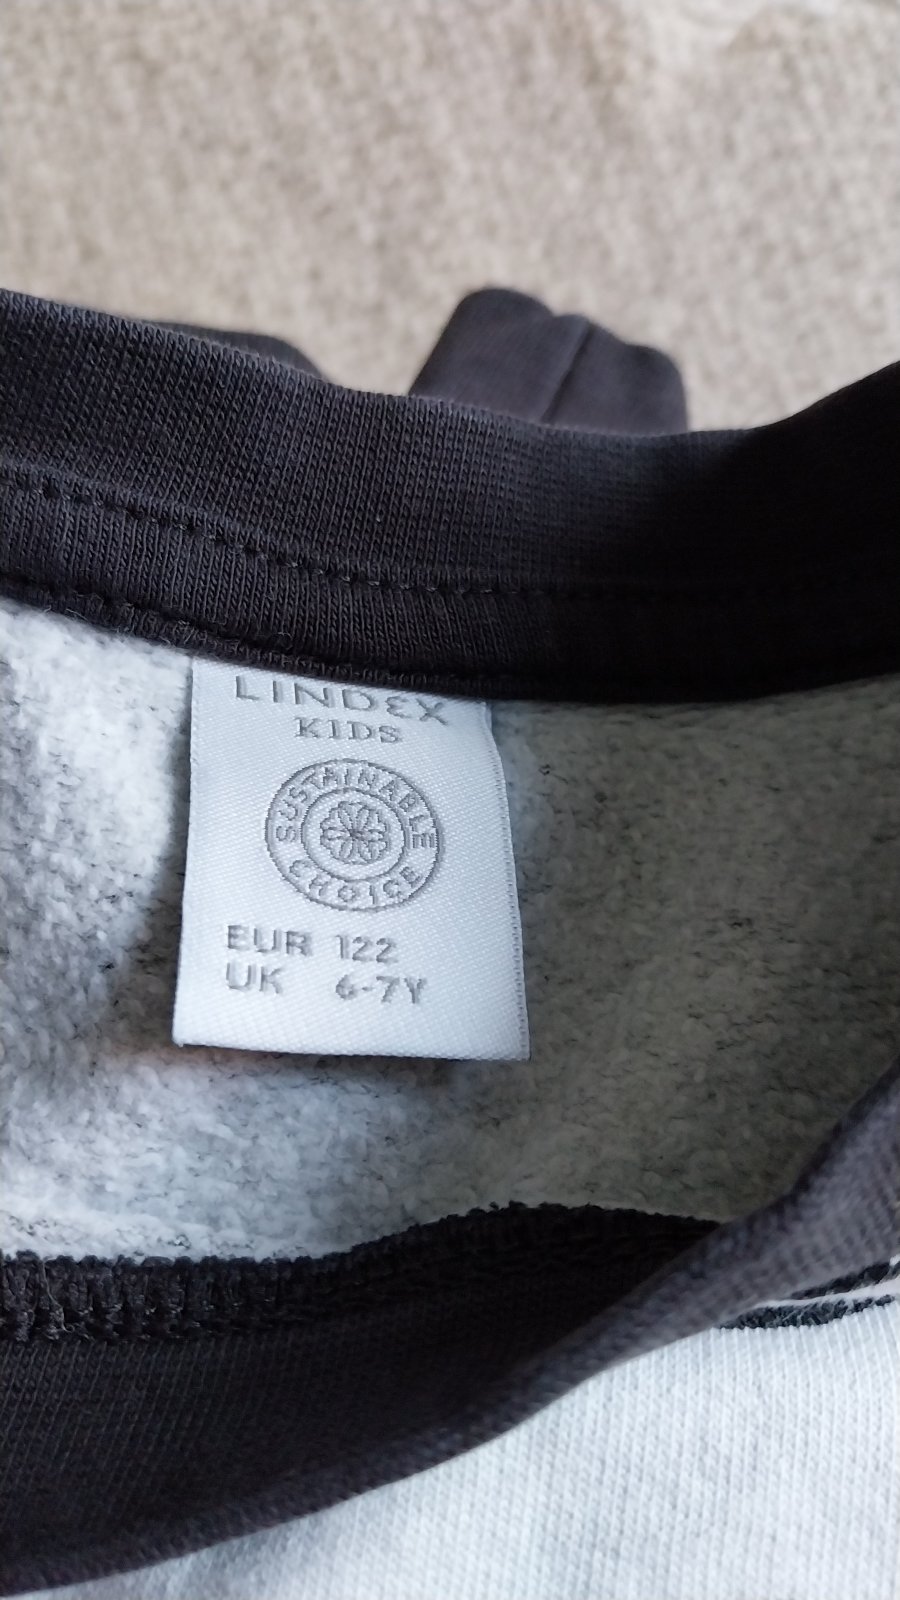 LINDEX
KIDS
SUSTAINABLE
CHOICE
EUR 122
UK 6-7Y